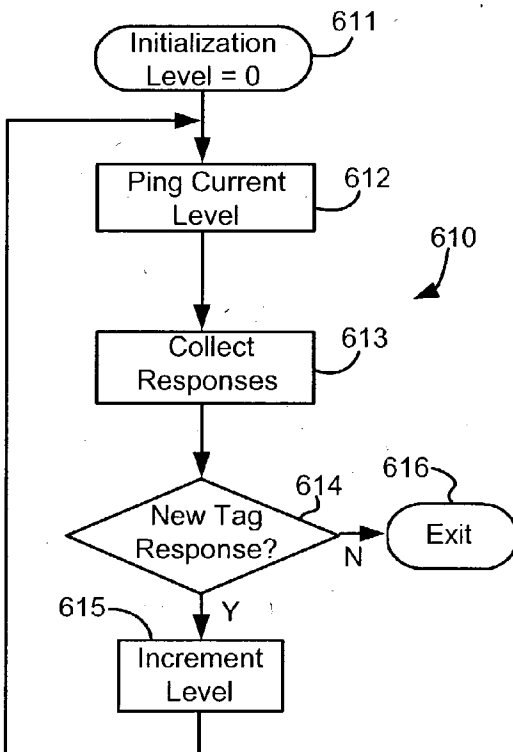 Initialization
Level = 0
611
Ping Current
Level
612
610
Collect
Responses
613
New Tag
Response?
614
616
Exit
N
Y
615
Increment
Level